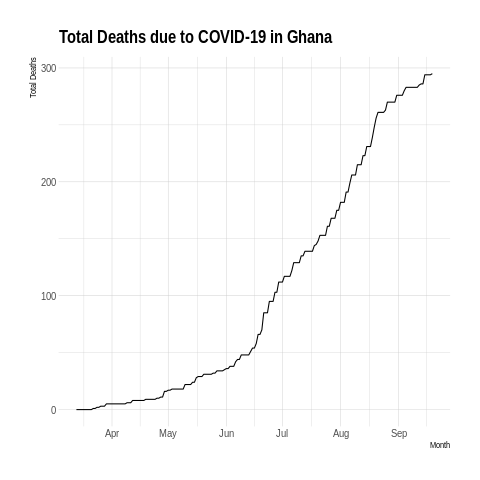 Total Deaths due to COVID-19 in Ghana
Total Deaths
300
200
100
0
Apr May Jun Jul Aug Sep
Month